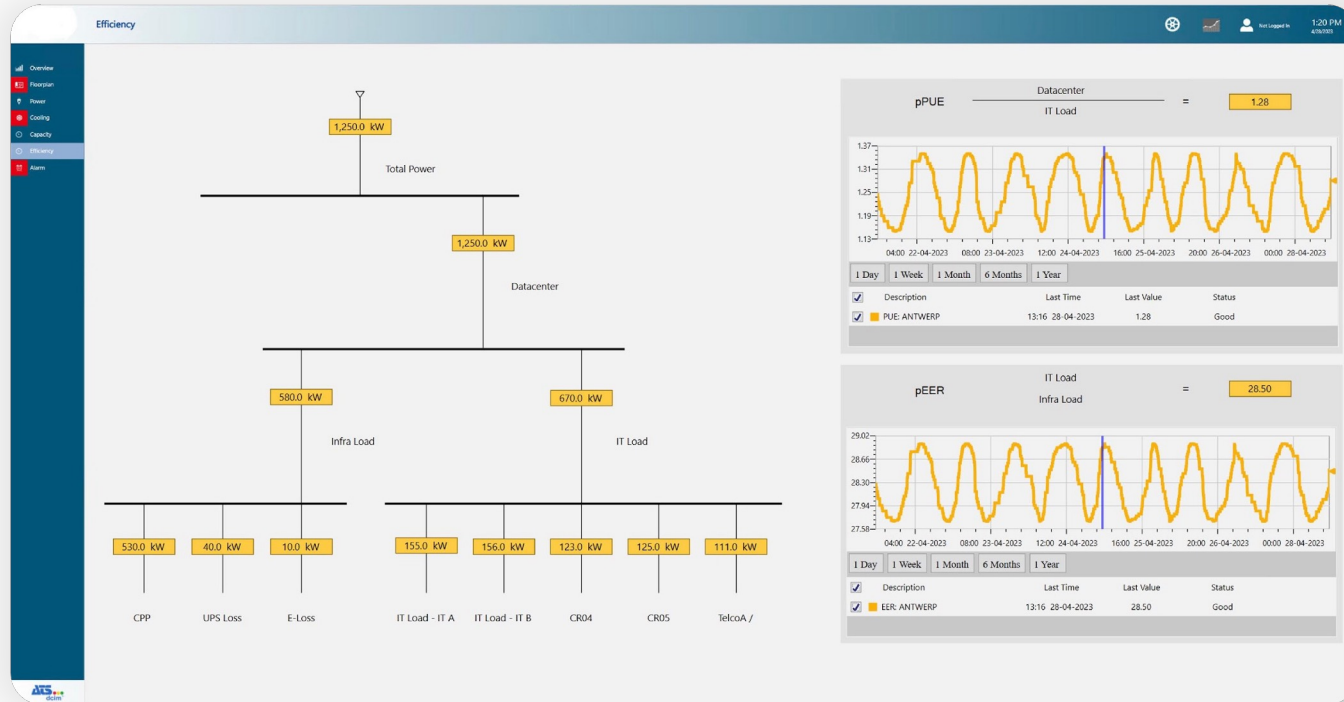 Efficiency
Not Logged In
1:20 PM
4/28/2023
Overview
Floorplan
Power
Cooling
Capacity
Efficiency
Alarm
1,250.0 kW
Total Power
1,250.0 kW
Datacenter
580.0 kW
670.0 kW
Infra Load
IT Load
530.0 kW
40.0 kW
10.0 kW
155.0 kW
156.0 kW
123.0 kW
125.0 kW
111.0 kW
CPP
UPS Loss
E-Loss
IT Load - IT A
IT Load - IT B
CR04
CR05
TelcoA /
pPUE
Datacenter
IT Load
=
1.28
1.37
1.31
1.25
1.19
1.13
04:00 22-04-2023
08:00 23-04-2023
12:00 24-04-2023
16:00 25-04-2023
20:00 26-04-2023
00:00 28-04-2023
1 Day
1 Week
1 Month
6 Months
1 Year
Description
Last Time
Last Value
Status
PUE: ANTWERP
13:16 28-04-2023
1.28
Good
pEER
IT Load
Infra Load
=
28.50
29.02
28.66
28.30
27.94
27.58
04:00 22-04-2023
08:00 23-04-2023
12:00 24-04-2023
16:00 25-04-2023
20:00 26-04-2023
00:00 28-04-2023
1 Day
1 Week
1 Month
6 Months
1 Year
Description
Last Time
Last Value
Status
EER: ANTWERP
13:16 28-04-2023
28.50
Good
ATS
dcim